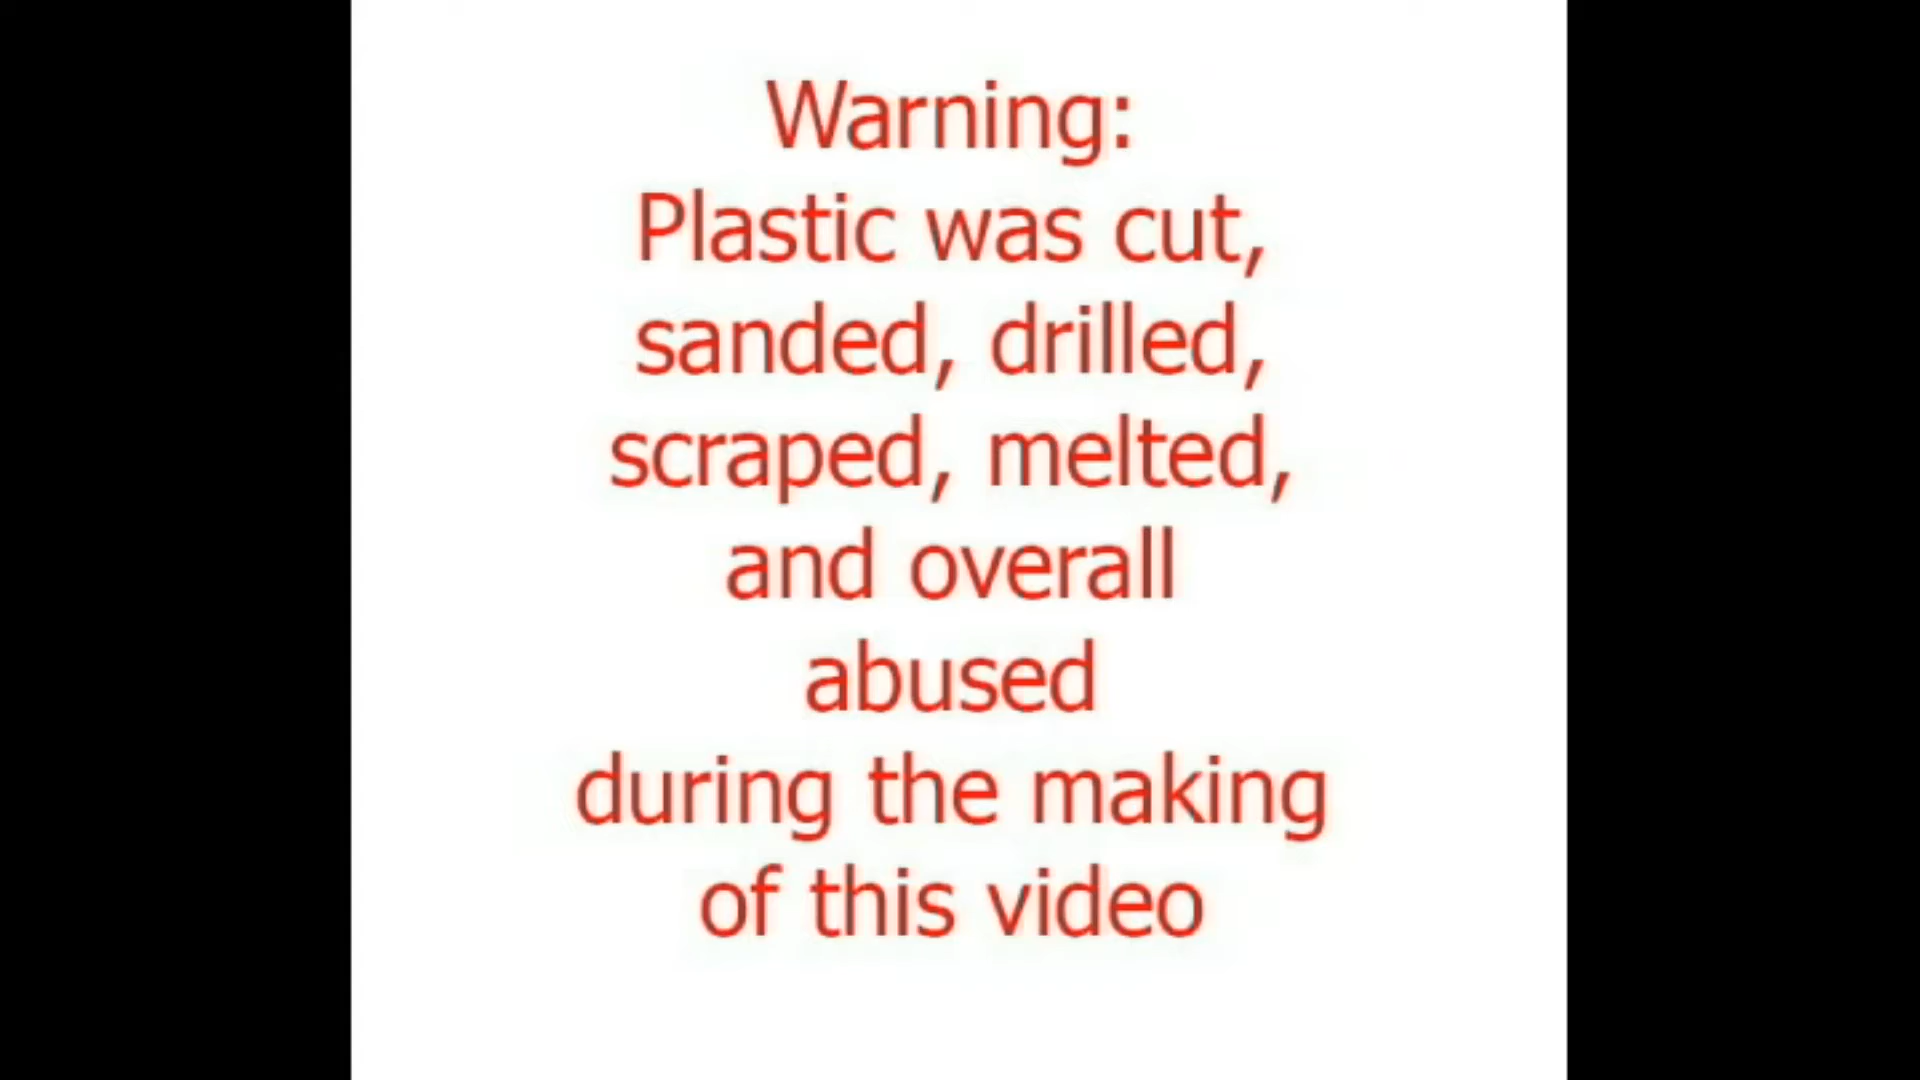 Warning:
Plastic was cut,
sanded, drilled,
scraped, melted,
and overall
abused
during the making
of this video